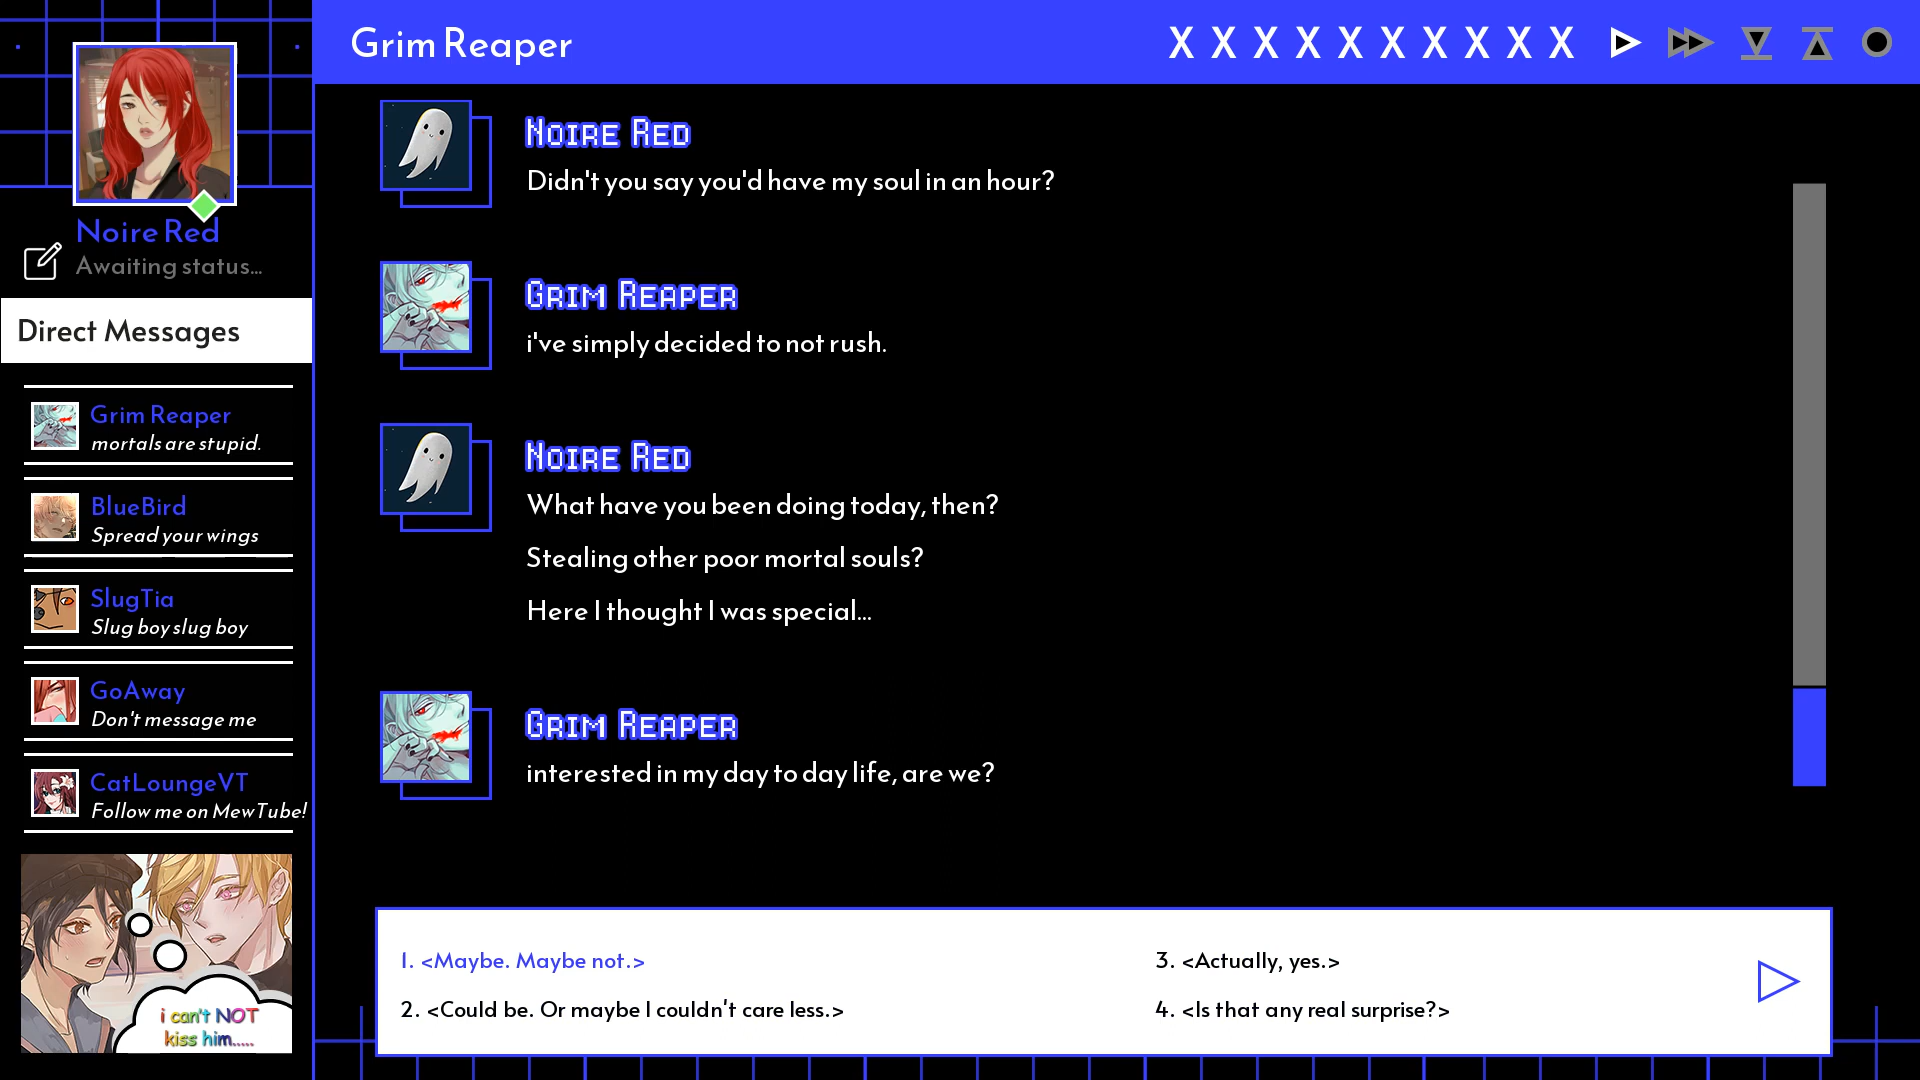 Grim Reaper
X X X X X X X X X X
Noire Red
Awaiting status...
Direct Messages
Grim Reaper
mortals are stupid.
BlueBird
Spread your wings
SlugTia
Slug boy slug boy
GoAway
Don't message me
CatLoungeVT
Follow me on MewTube!
i can't NOT
kiss him.....
Noire Red
Didn't you say you'd have my soul in an hour?
Grim Reaper
i've simply decided to not rush.
Noire Red
What have you been doing today, then?
Stealing other poor mortal souls?
Here I thought I was special...
Grim Reaper
interested in my day to day life, are we?
1. <Maybe. Maybe not.>
2. <Could be. Or maybe I couldn't care less.>
3. <Actually, yes.>
4. <Is that any real surprise?>